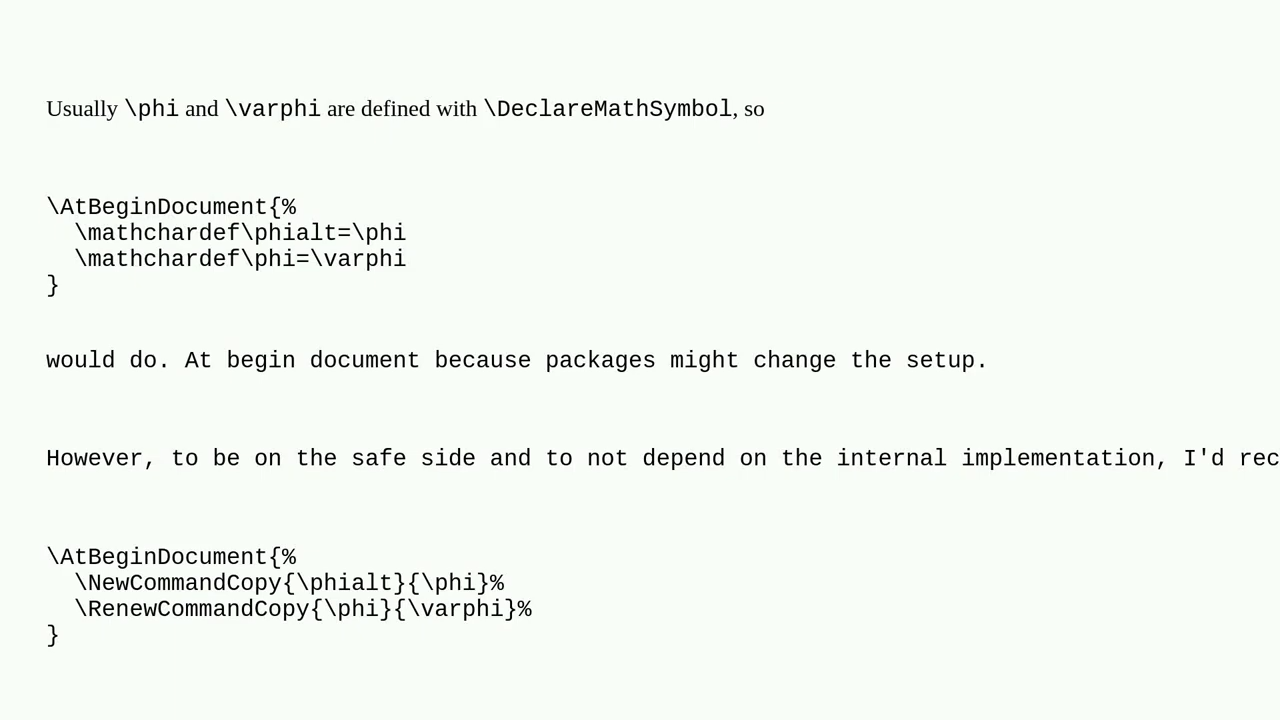 Usually \phi and \varphi are defined with \DeclareMathSymbol, so
\AtBeginDocument{%
  \mathchardef\phialt=\phi
  \mathchardef\phi=\varphi
}
would do. At begin document because packages might change the setup.
However, to be on the safe side and to not depend on the internal implementation, I'd
\AtBeginDocument{%
  \NewCommandCopy{\phialt}{\phi}%
  \RenewCommandCopy{\phi}{\varphi}%
}